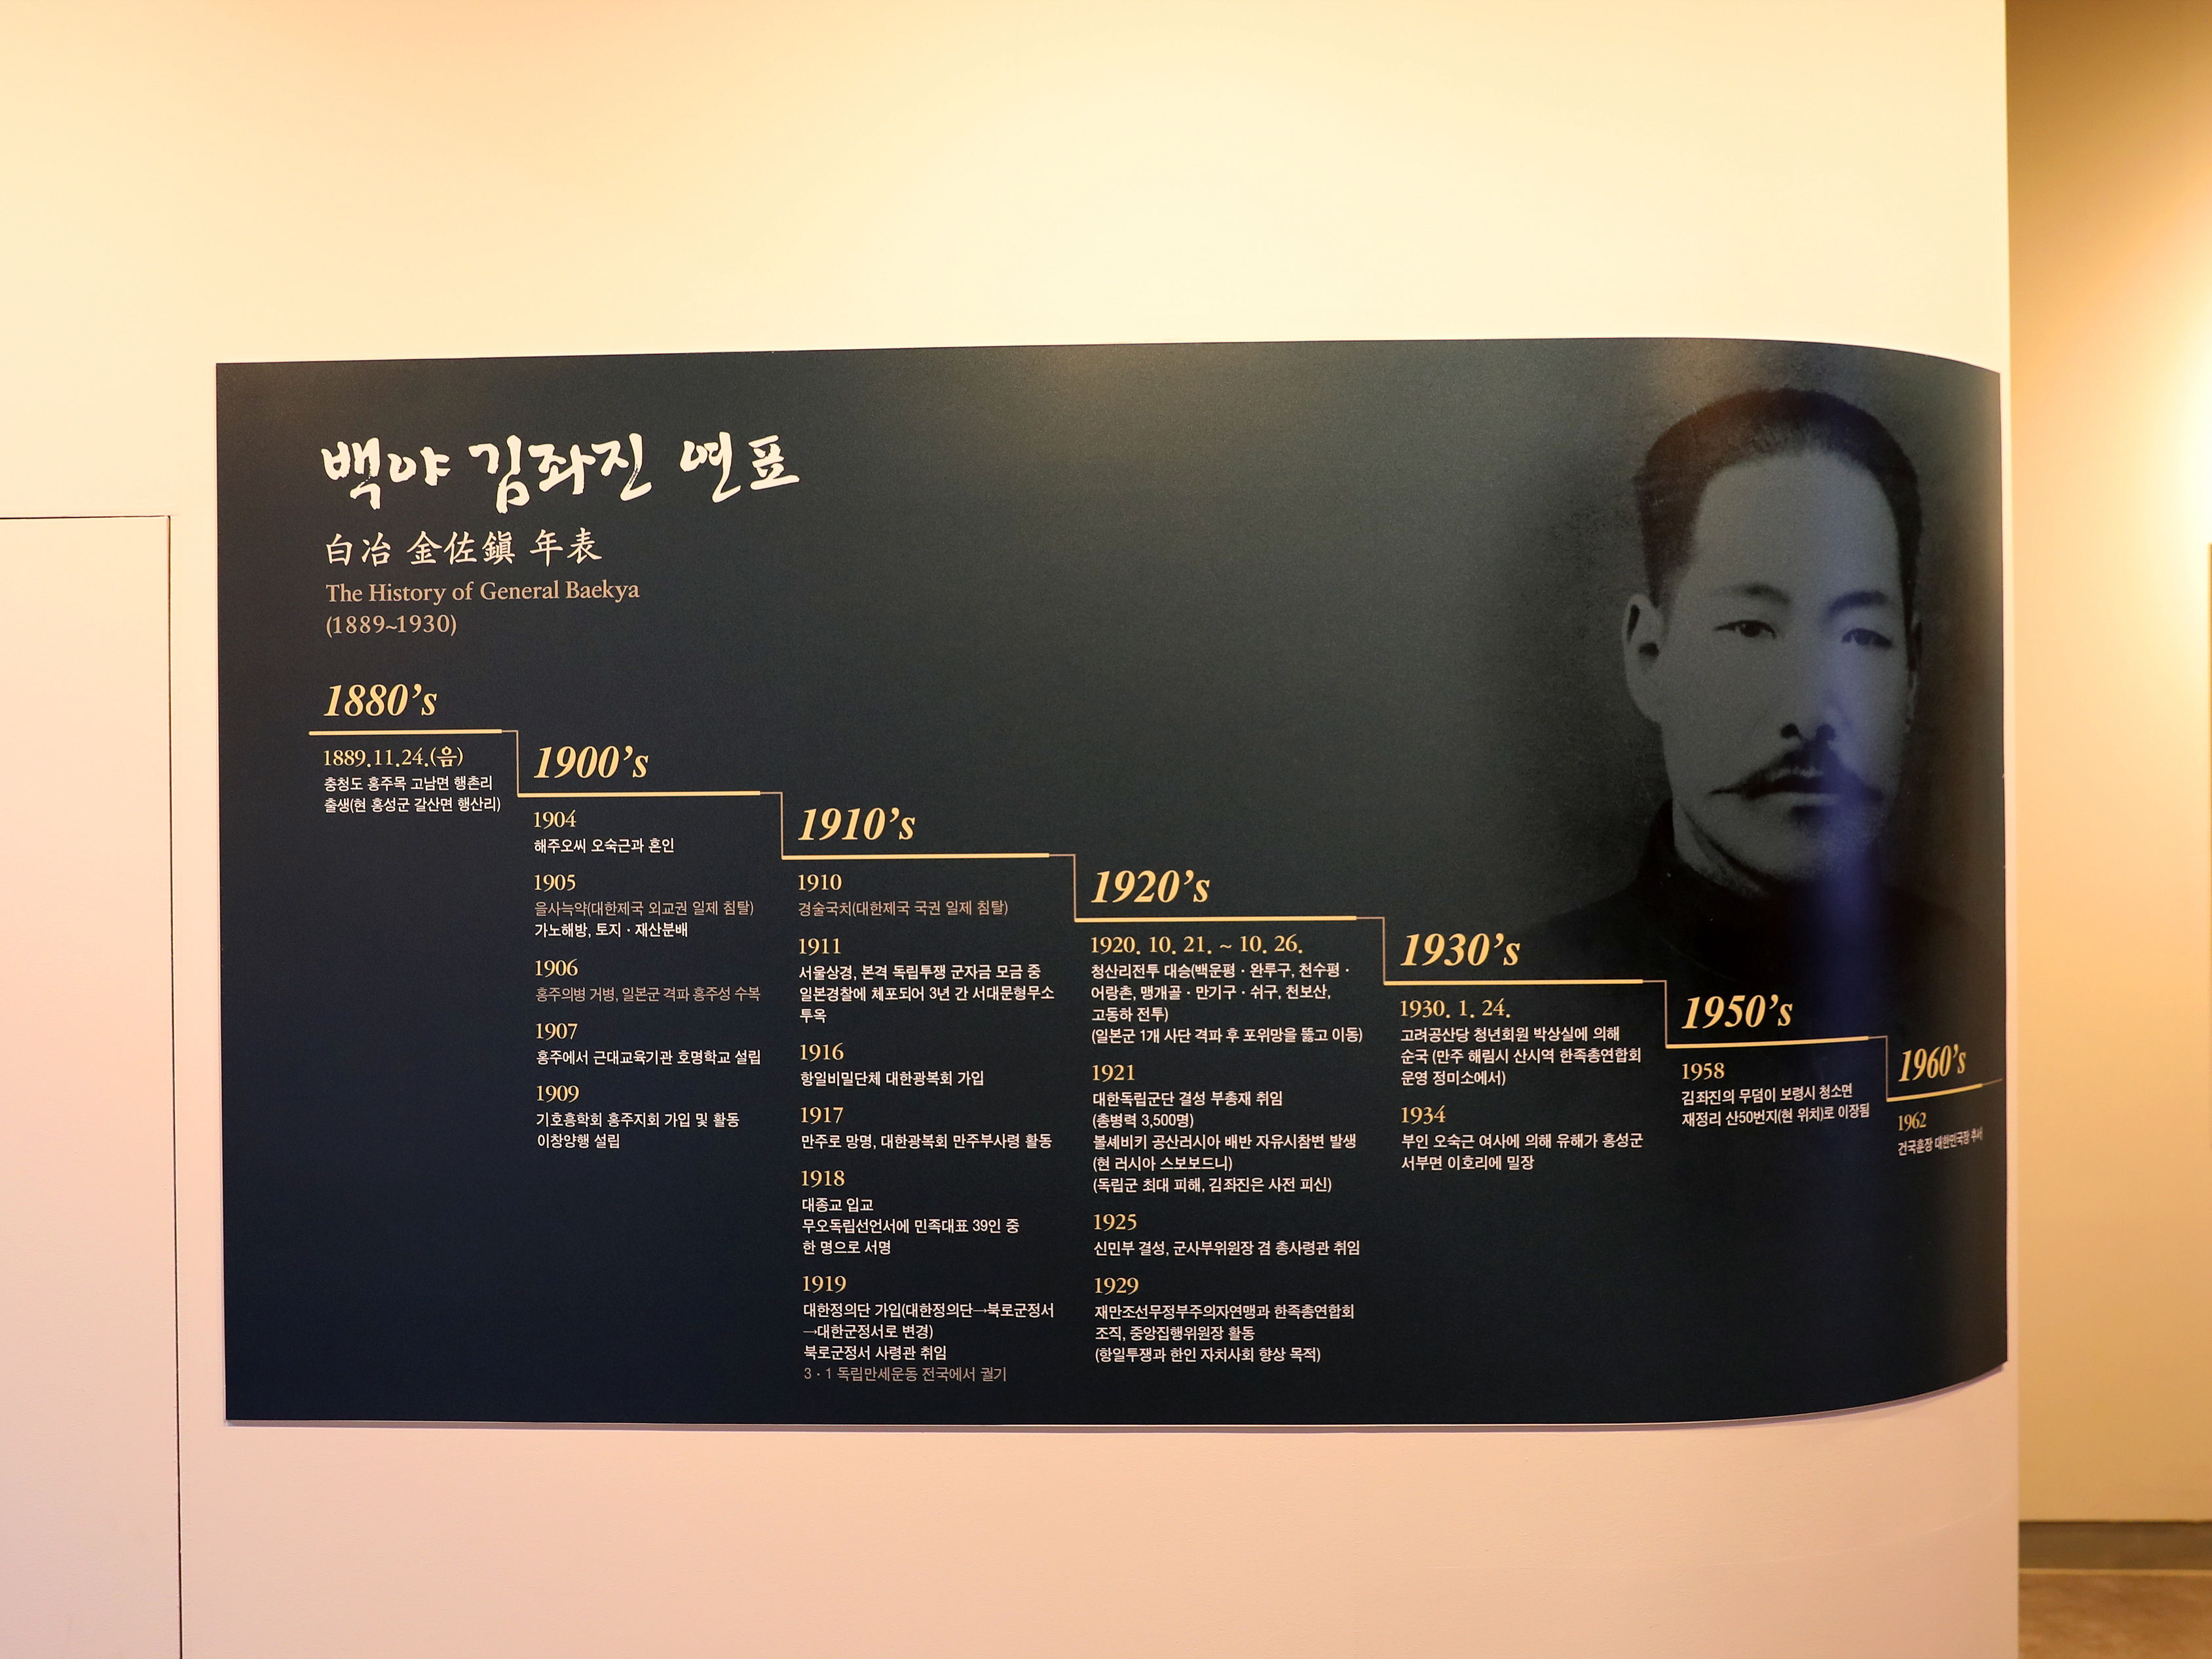 백야 김좌진 연표
白冶 金佐鎭 年表
The History of General Baekya
(1889~1930)
1880's
1889.11.24.(음)
충청도 홍주목 고남면 행촌리
출생(현 홍성군 갈산면 행산리)
1900's
1904
해주오씨 오숙근과 혼인
1905
을사늑약(대한제국 외교권 일제 침탈)
가노해방, 토지 · 재산분배
1906
홍주의병 거병, 일본군 격파 홍주성 수복
1907
홍주에서 근대교육기관 호명학교 설립
1909
기호흥학회 홍주지회 가입 및 활동
이창양행 설립
1910's
1910
경술국치(대한제국 국권 일제 침탈)
1911
서울상경, 본격 독립투쟁 군자금 모금 중
일본경찰에 체포되어 3년 간 서대문형무소
투옥
1916
항일비밀단체 대한광복회 가입
1917
만주로 망명, 대한광복회 만주부사령 활동
1918
대종교 입교
무오독립선언서에 민족대표 39인 중
한 명으로 서명
1919
대한정의단 가입(대한정의단→북로군정서
→대한군정서로 변경)
북로군정서 사령관 취임
3 · 1 독립만세운동 전국에서 궐기
1920's
1920. 10. 21. ~ 10. 26.
청산리전투 대승(백운평 · 완루구, 천수평 ·
어랑촌, 맹개골 · 만기구 · 쉬구, 천보산,
고동하 전투)
(일본군 1개 사단 격파 후 포위망을 뚫고 이동)
1921
대한독립군단 결성 부총재 취임
(총병력 3,500명)
볼셰비키 공산러시아 배반 자유시참변 발생
(현 러시아 스보보드니)
(독립군 최대 피해, 김좌진은 사전 피신)
1925
신민부 결성, 군사부위원장 겸 총사령관 취임
1929
재만조선무정부주의자연맹과 한족총연합회
조직, 중앙집행위원장 활동
(항일투쟁과 한인 자치사회 향상 목적)
1930's
1930. 1. 24.
고려공산당 청년회원 박상실에 의해
순국 (만주 해림시 산시역 한족총연합회
운영 정미소에서)
1934
부인 오숙근 여사에 의해 유해가 홍성군
서부면 이호리에 밀장
1950's
1958
김좌진의 무덤이 보령시 청소면
재정리 산50번지(현 위치)로 이장됨
1960's
1962
건국훈장 대한민국장 추서